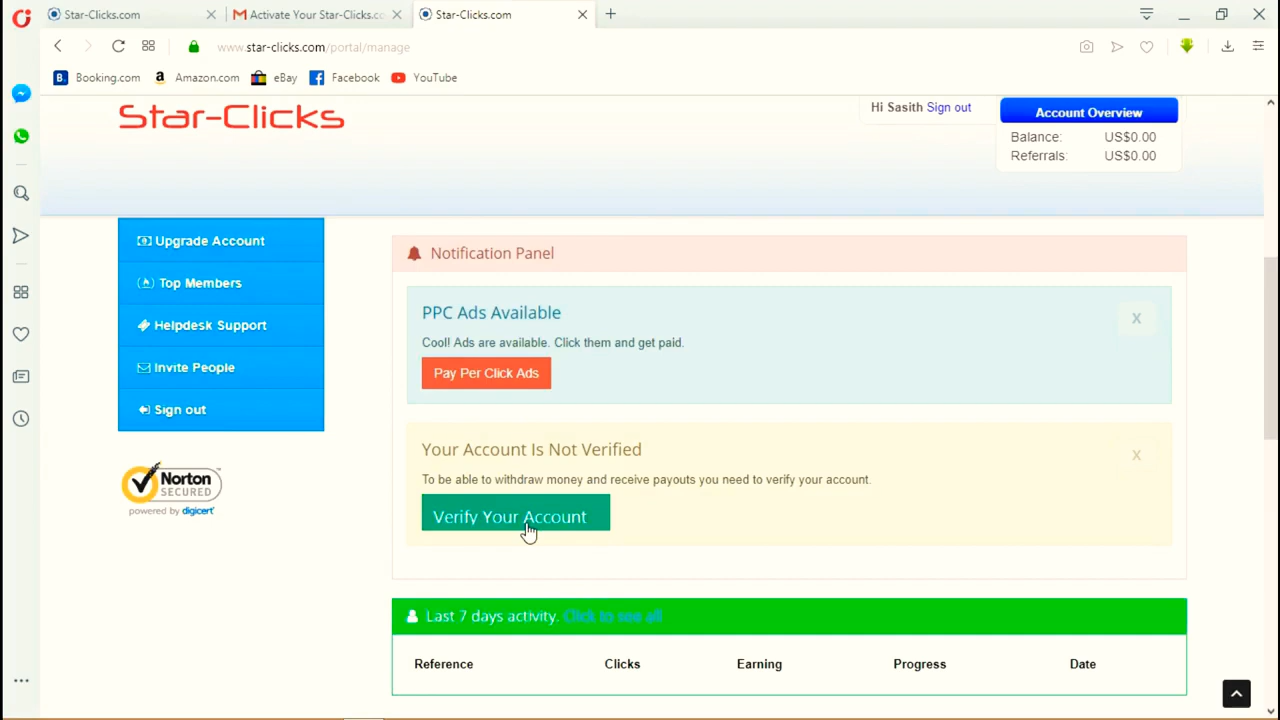 Star-Clicks.com
Activate Your Star-Clicks.co
Star-Clicks.com
www.star-clicks.com/portal/manage
Booking.com
Amazon.com
eBay
Facebook
YouTube
Star-Clicks
Hi Sasith Sign out
Account Overview
Balance: US$0.00
Referrals: US$0.00
Upgrade Account
Top Members
Helpdesk Support
Invite People
Sign out
Norton
SECURED
powered by digicert
Notification Panel
PPC Ads Available
X
Cool! Ads are available. Click them and get paid.
Pay Per Click Ads
Your Account Is Not Verified
X
To be able to withdraw money and receive payouts you need to verify your account.
Verify Your Account
Last 7 days activity. Click to see all
Reference Clicks Earning Progress Date